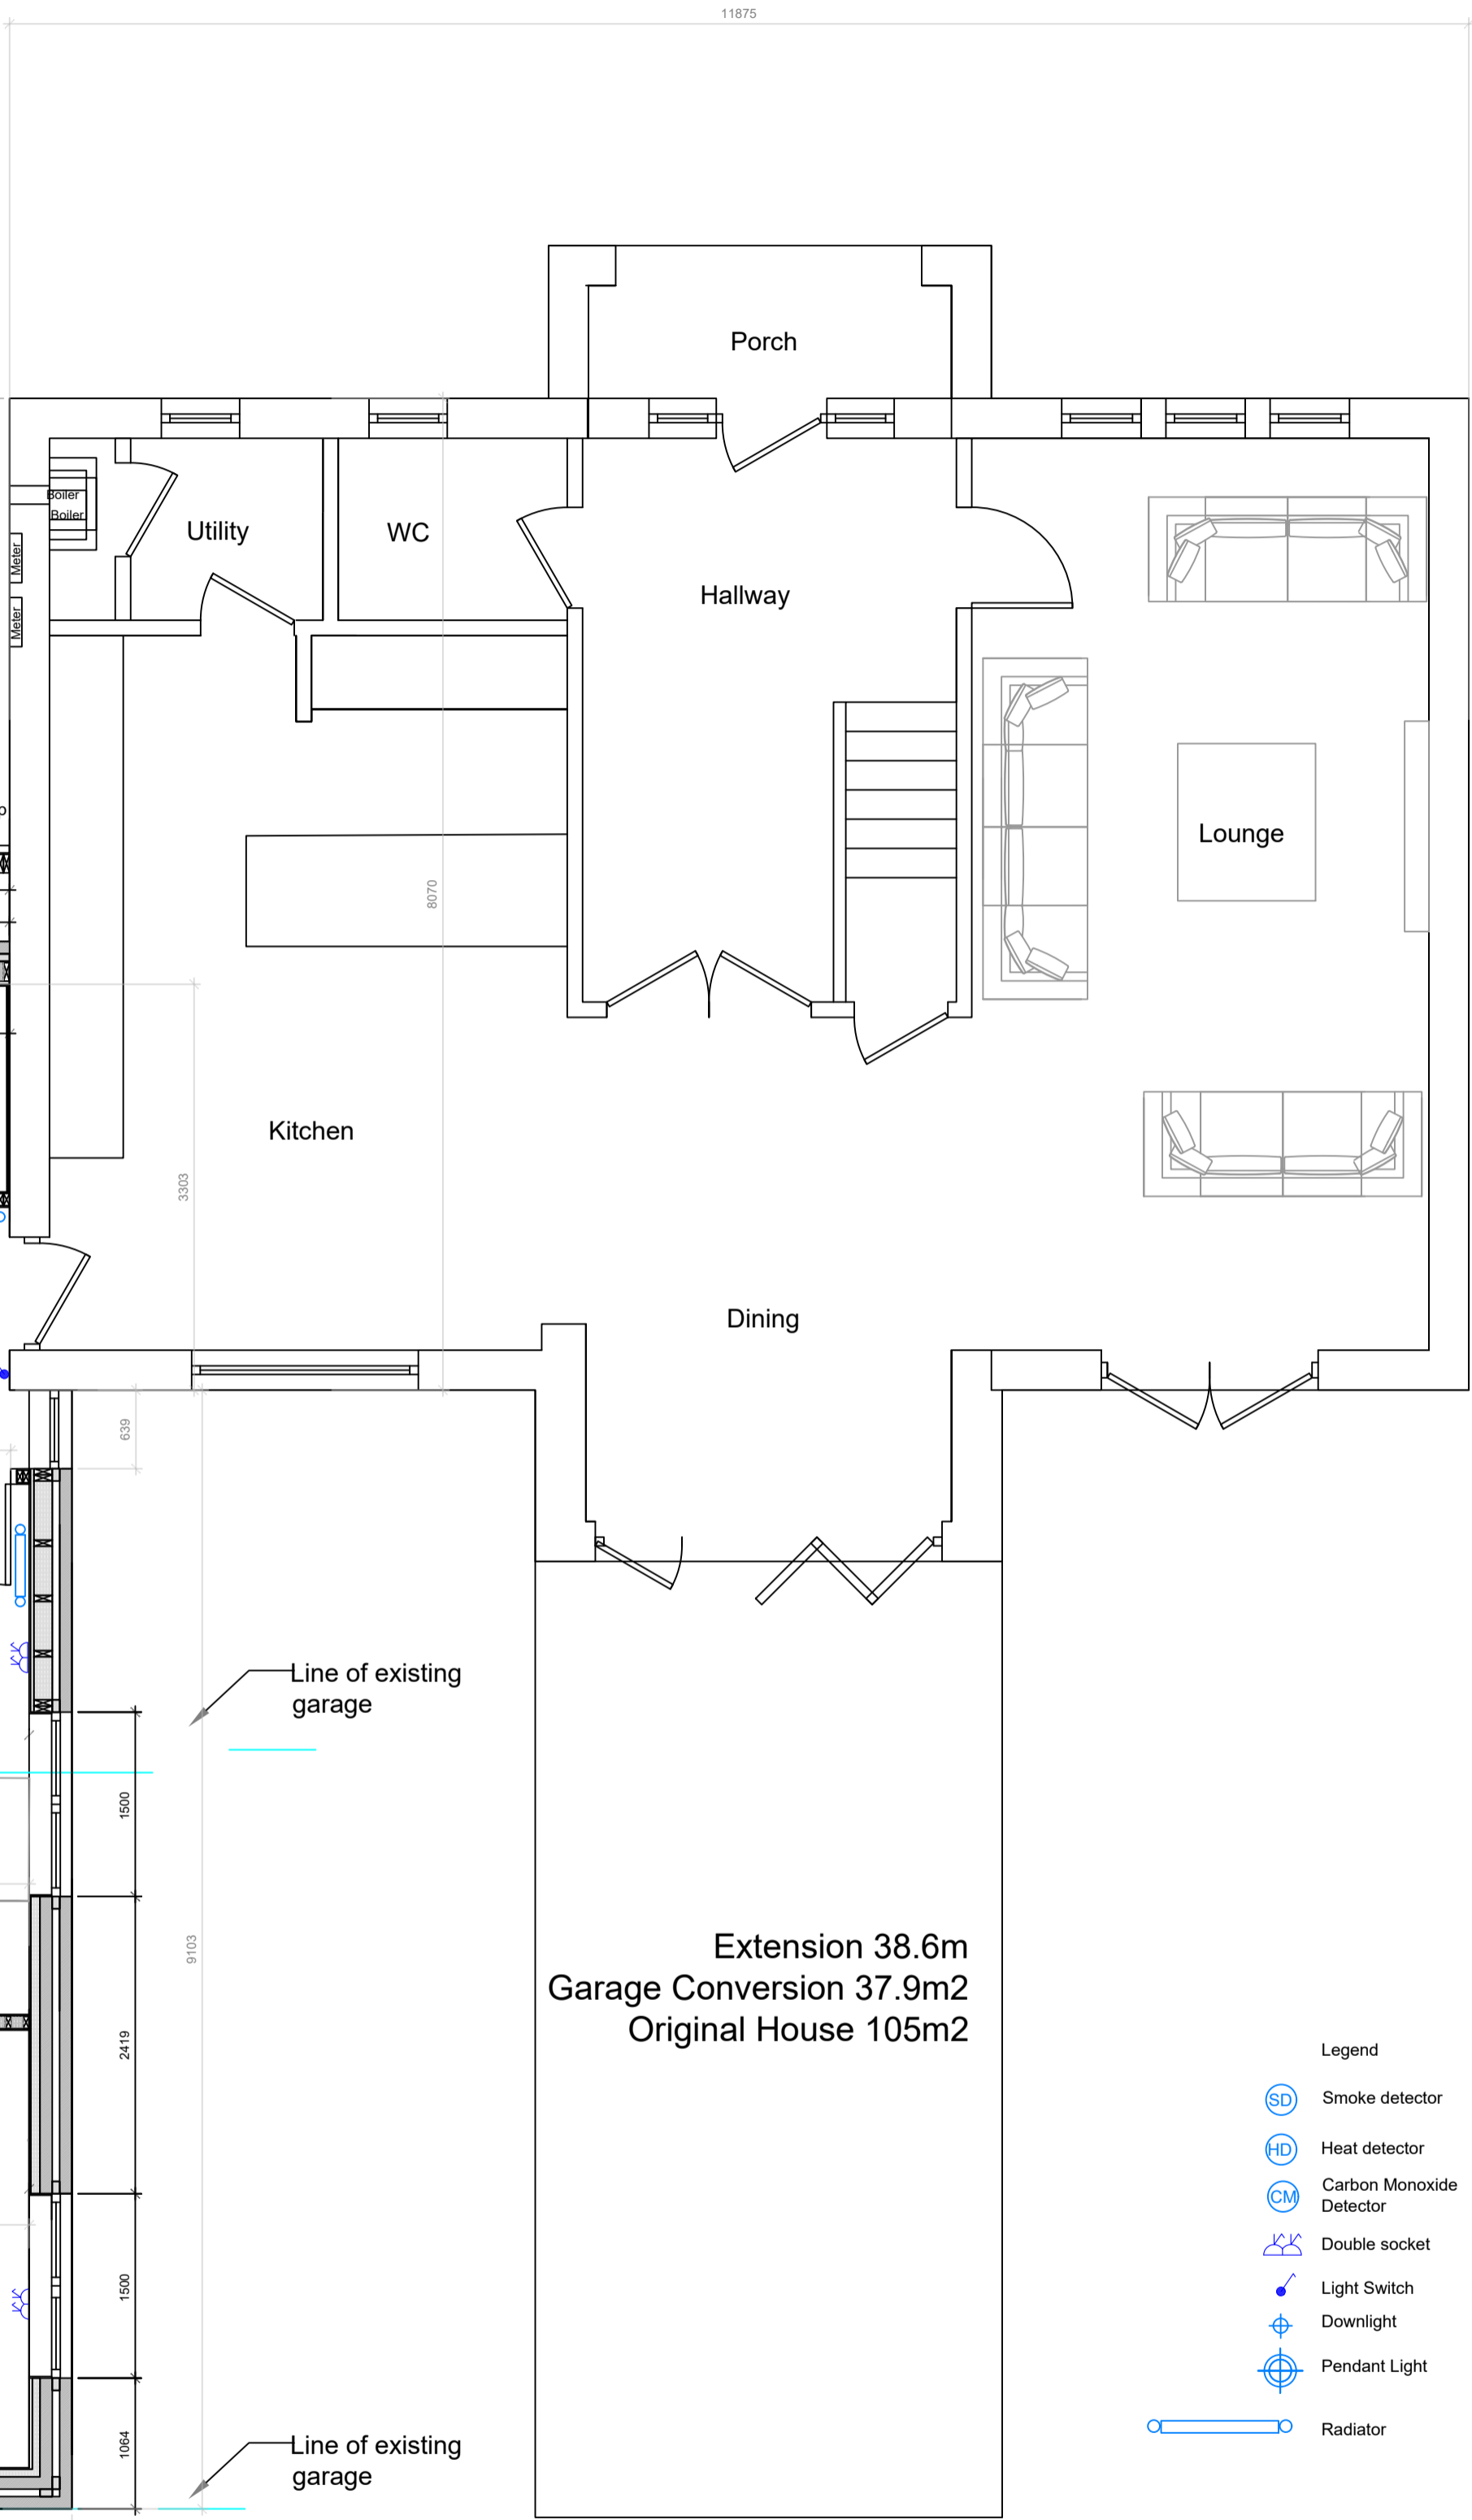 11875
Porch
Boiler
Boiler
Utility
WC
Meter
Meter
Hallway
Lounge
8070
Kitchen
3303
Dining
639
Line of existing
garage
1500
9103
Extension 38.6m
Garage Conversion 37.9m2
Original House 105m2
2419
1500
1064
Line of existing
garage
Legend
SD Smoke detector
HD Heat detector
CM Carbon Monoxide
Detector
Double socket
Light Switch
Downlight
Pendant Light
Radiator